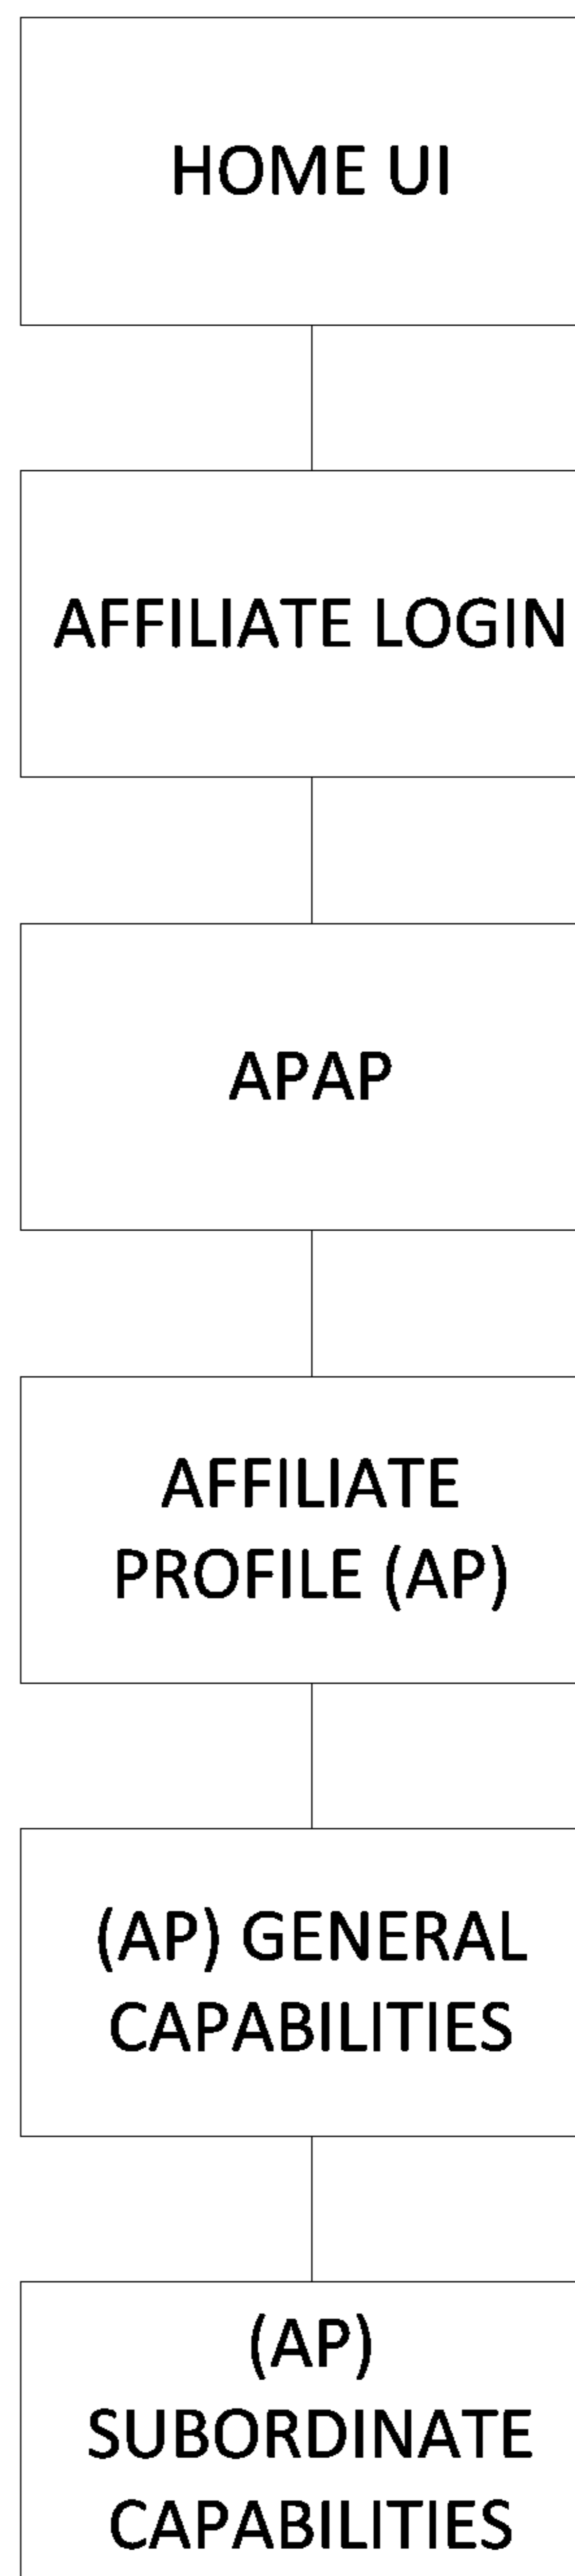 HOME UI
AFFILIATE LOGIN
APAP
AFFILIATE
PROFILE (AP)
(AP) GENERAL
CAPABILITIES
(AP)
SUBORDINATE
CAPABILITIES